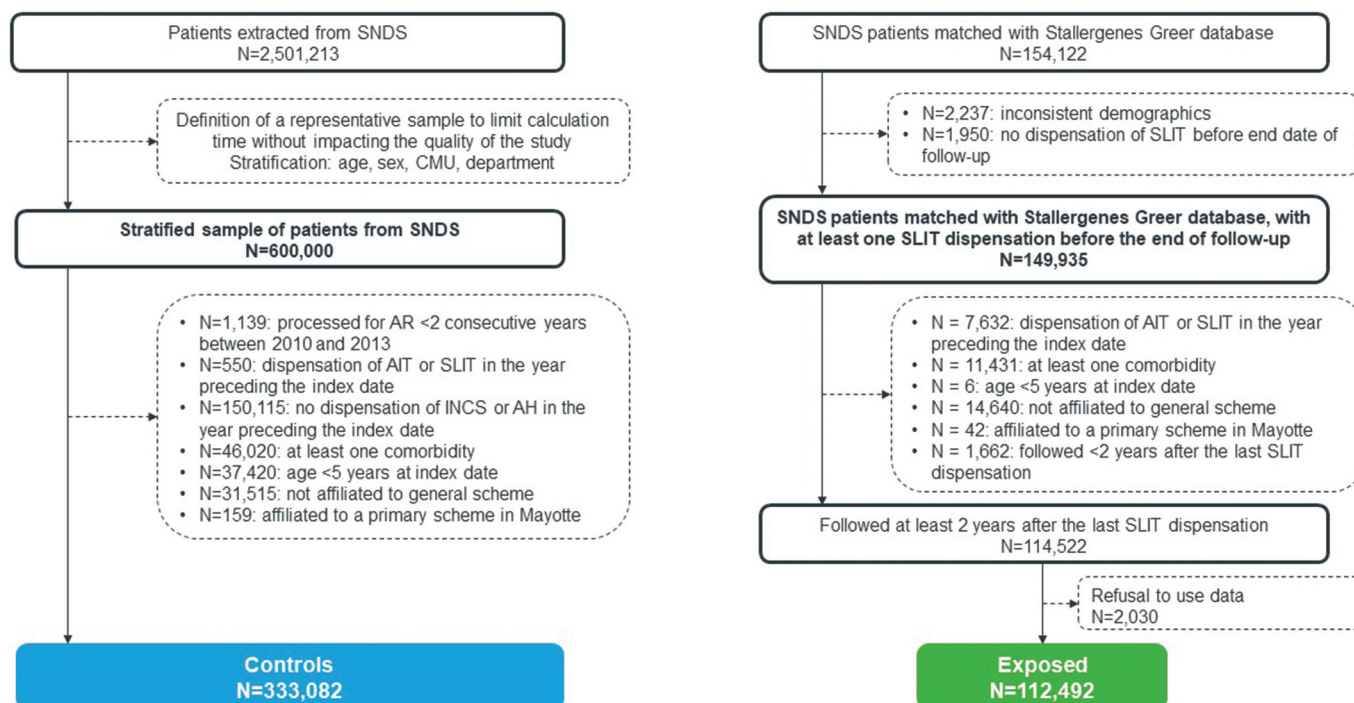 Patients extracted from SNDS
N=2,501,213
Definition of a representative sample to limit calculation
time without impacting the quality of the study
Stratification: age, sex, CMU, department
Stratified sample of patients from SNDS
N=600,000
• N=1,139: processed for AR <2 consecutive years
between 2010 and 2013
• N=550: dispensation of AIT or SLIT in the year
preceding the index date
• N=150,115: no dispensation of INCS or AH in the
year preceding the index date
• N=46,020: at least one comorbidity
• N=37,420: age <5 years at index date
• N=31,515: not affiliated to general scheme
• N=159: affiliated to a primary scheme in Mayotte
Controls
N=333,082
SNDS patients matched with Stallergenes Greer database
N=154,122
• N=2,237: inconsistent demographics
• N=1,950: no dispensation of SLIT before end date of
follow-up
SNDS patients matched with Stallergenes Greer database, with
at least one SLIT dispensation before the end of follow-up
N=149,935
• N = 7,632: dispensation of AIT or SLIT in the year
preceding the index date
• N = 11,431: at least one comorbidity
• N = 6: age <5 years at index date
• N = 14,640: not affiliated to general scheme
• N = 42: affiliated to a primary scheme in Mayotte
• N = 1,662: followed <2 years after the last SLIT
dispensation
Followed at least 2 years after the last SLIT dispensation
N=114,522
Refusal to use data
N=2,030
Exposed
N=112,492